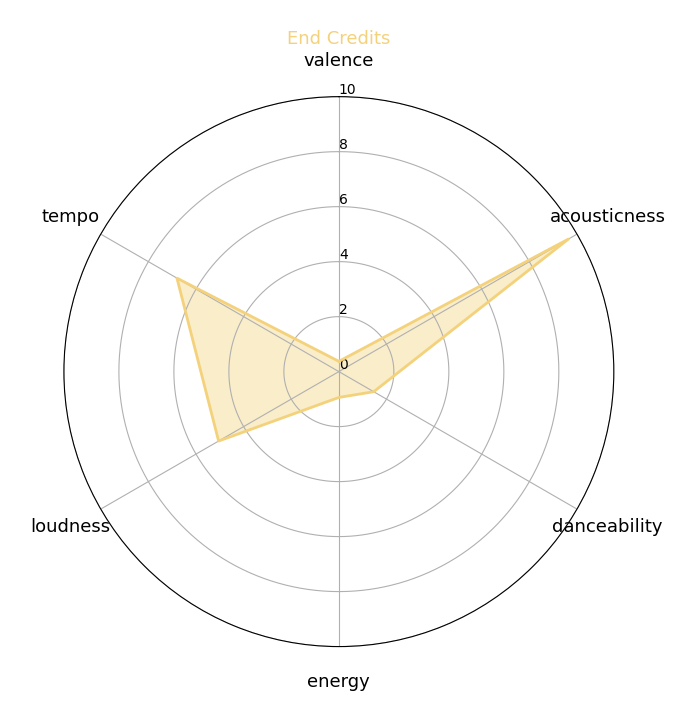 End Credits
valence
10
8
tempo
acousticness
6
4
2
0
loudness
danceability
energy